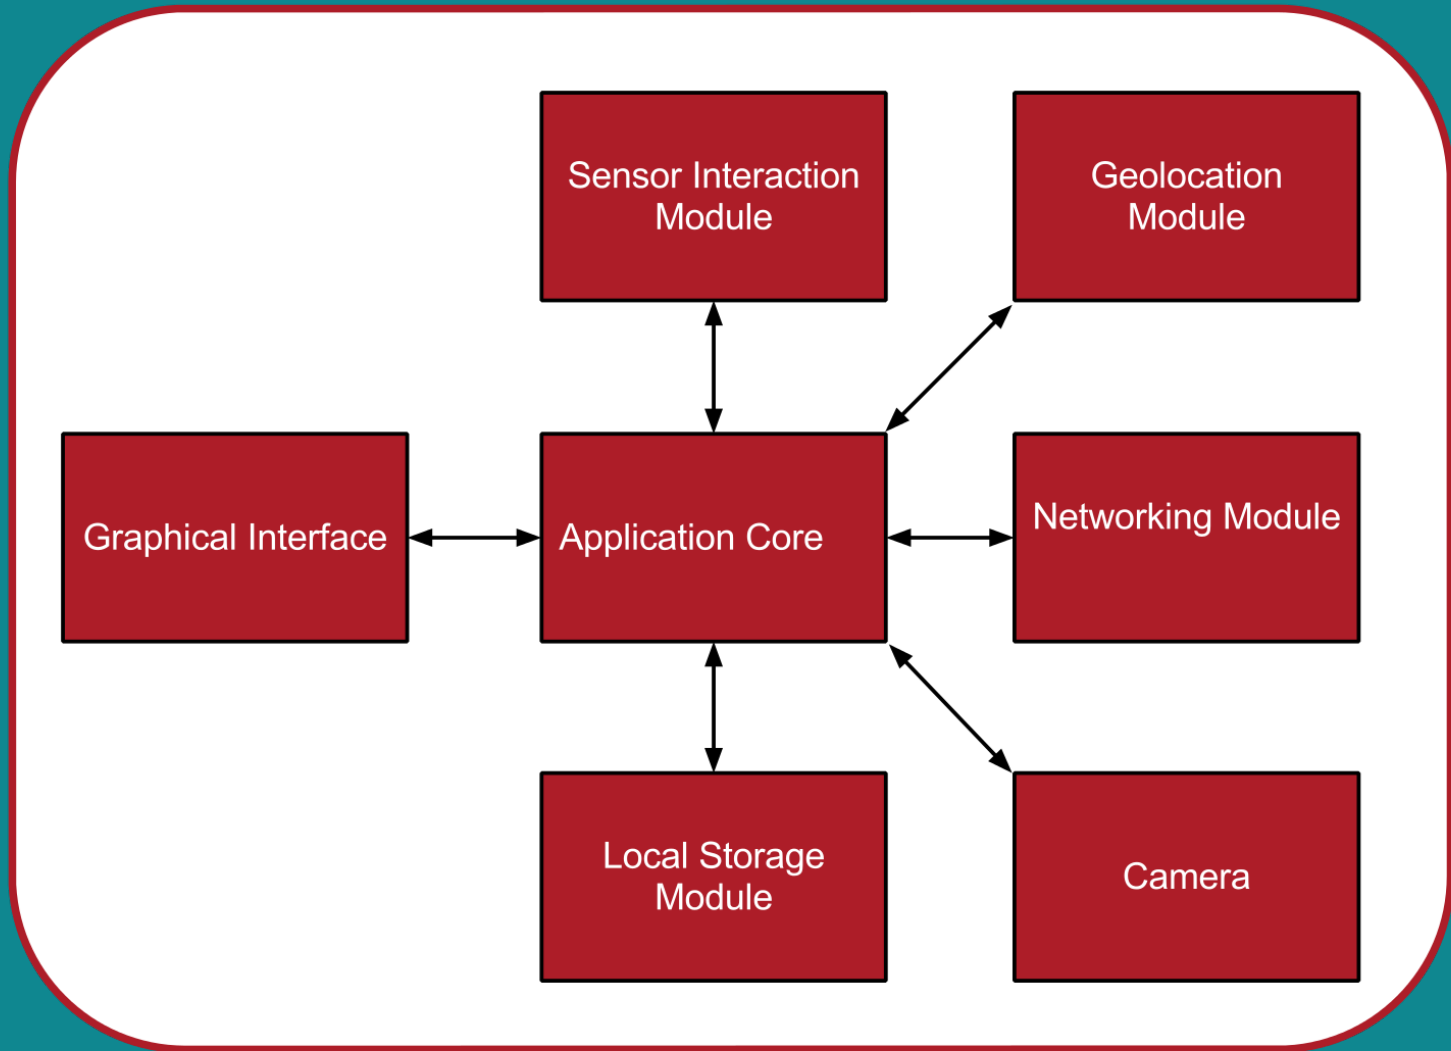 Sensor Interaction
Module
Geolocation
Module
Graphical Interface
Application Core
Networking Module
Local Storage
Module
Camera